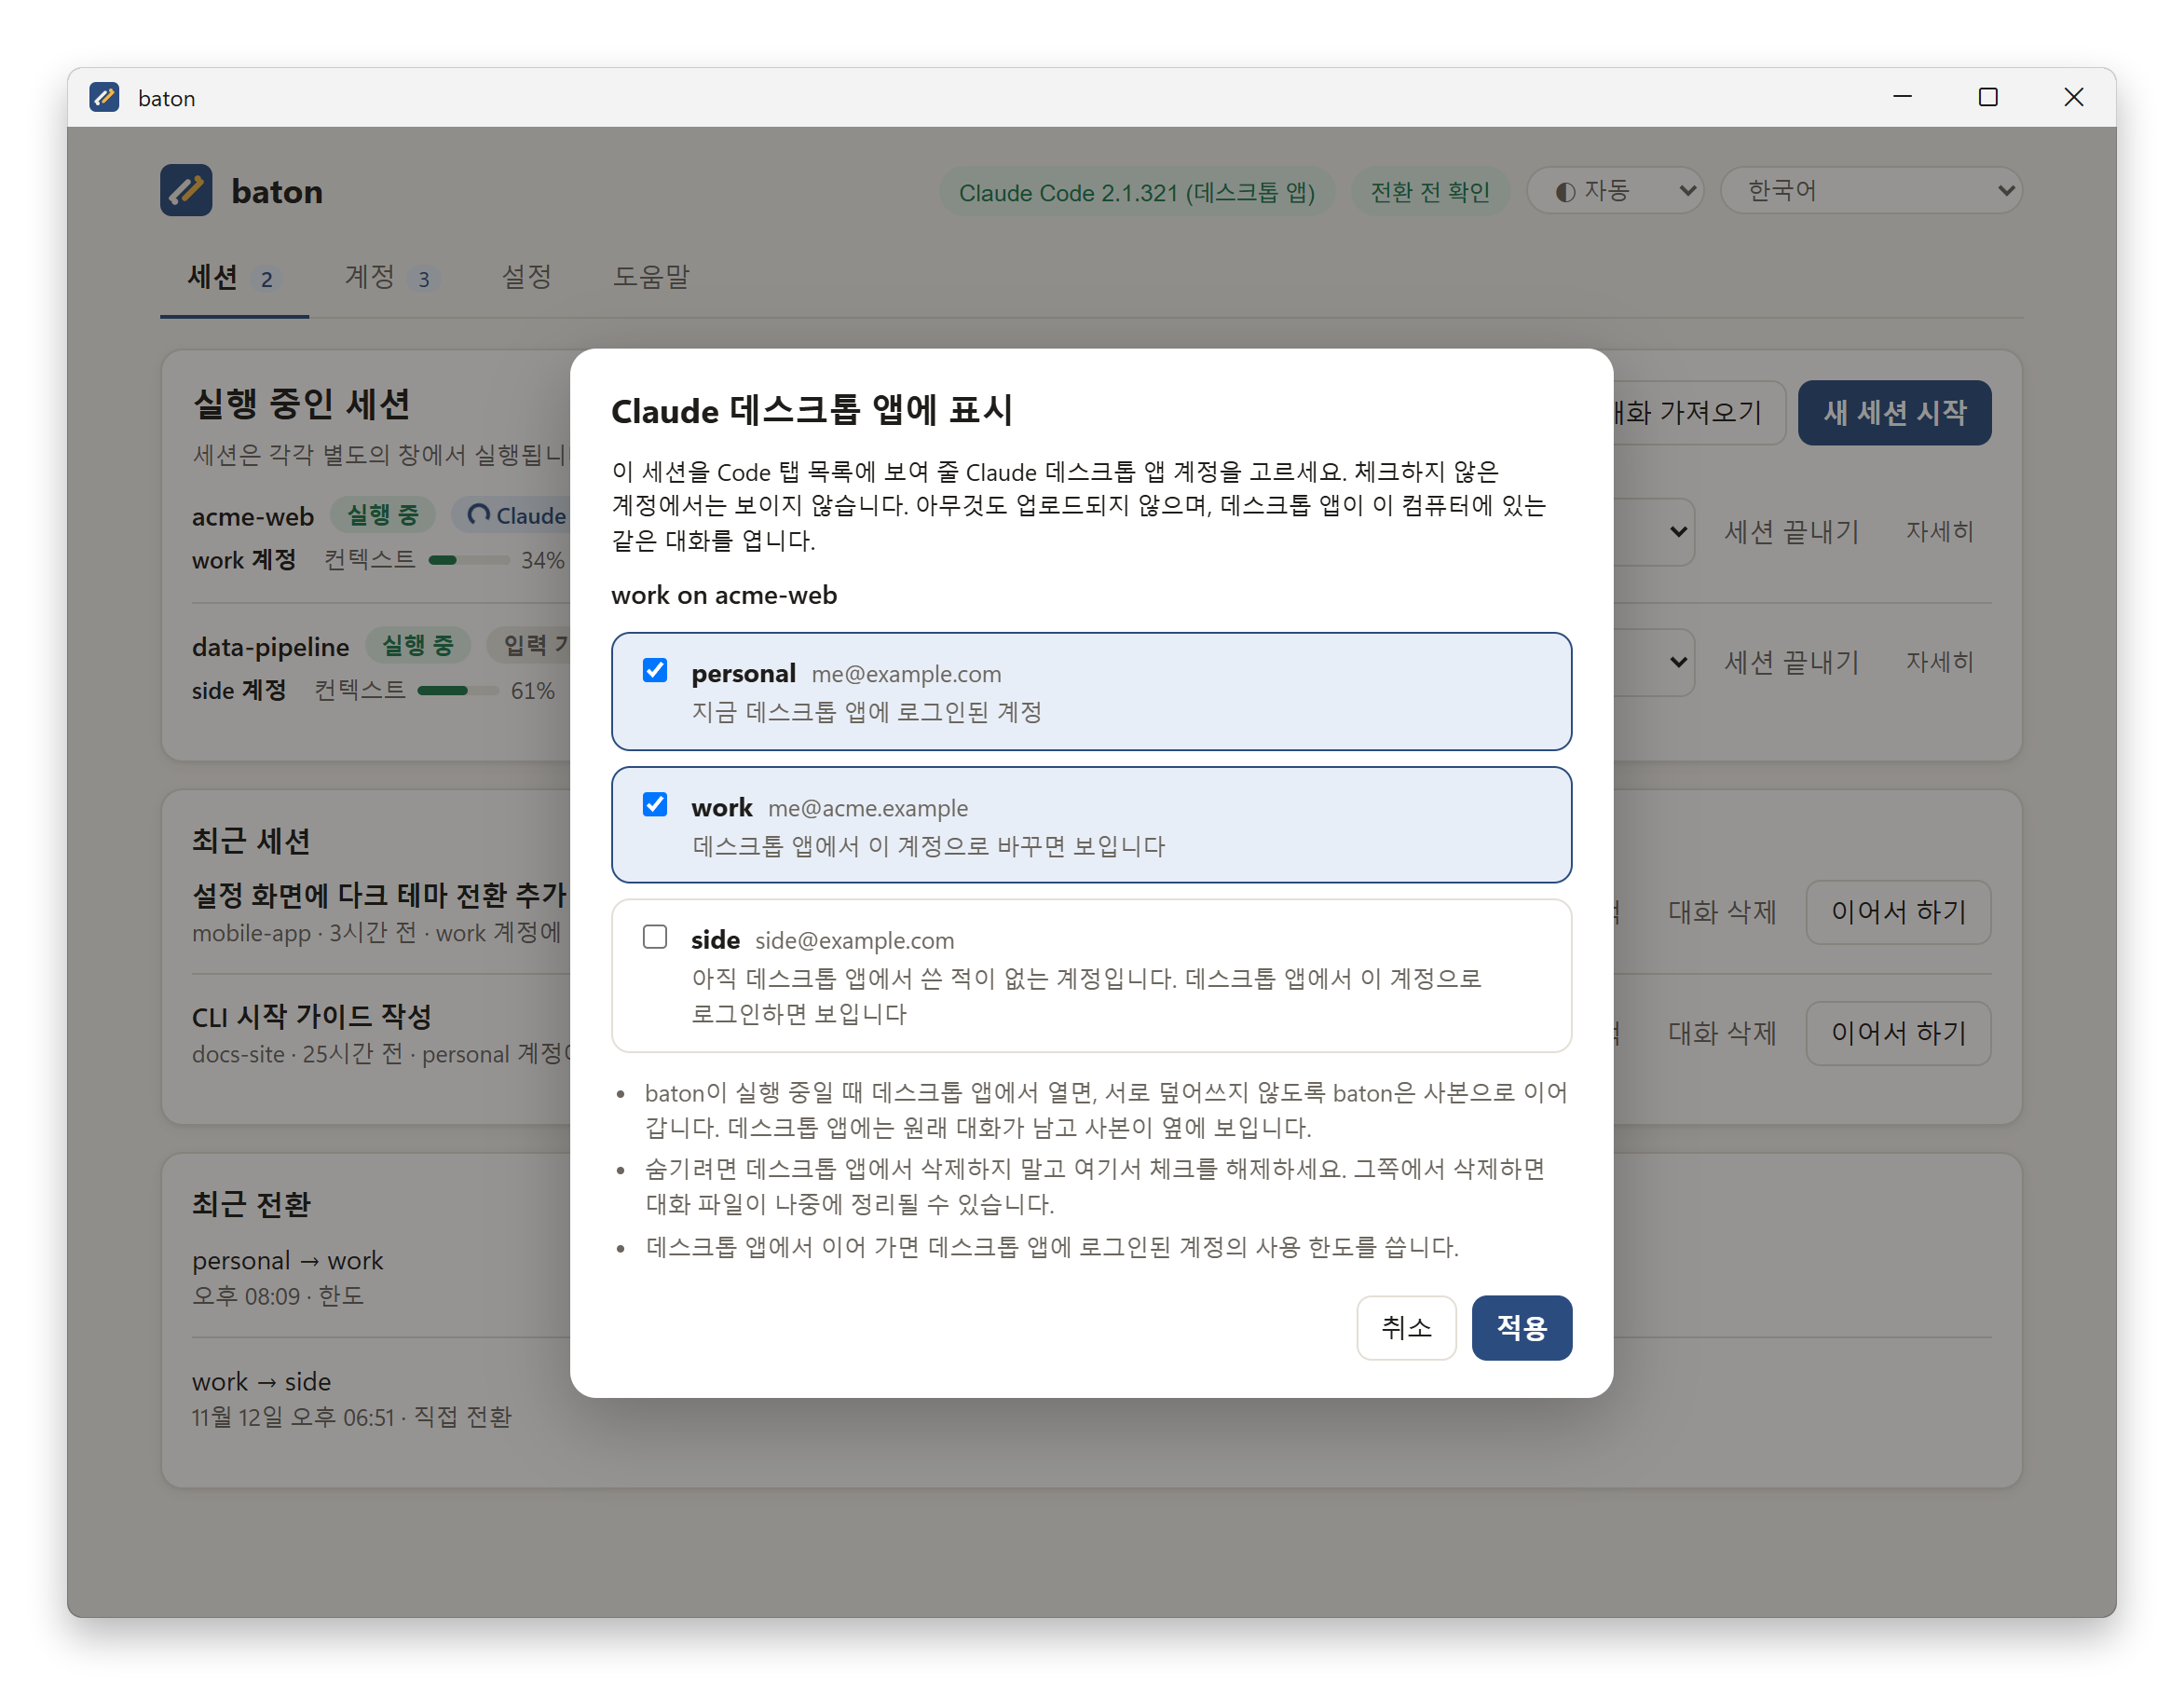 baton
baton
Claude Code 2.1.321 (데스크톱 앱)
전환 전 확인
자동
한국어
세션 2
계정 3
설정
도움말
실행 중인 세션
세션은 각각 별도의 창에서 실행됩니
대화 가져오기
새 세션 시작
acme-web 실행 중 Claude
work 계정 컨텍스트 34%
세션 끝내기 자세히
data-pipeline 실행 중 입력
side 계정 컨텍스트 61%
세션 끝내기 자세히
최근 세션
설정 화면에 다크 테마 전환 추가
mobile-app · 3시간 전 · work 계정에
대화 삭제 이어서 하기
CLI 시작 가이드 작성
docs-site · 25시간 전 · personal 계정
대화 삭제 이어서 하기
최근 전환
personal → work
오후 08:09 · 한도
work → side
11월 12일 오후 06:51 · 직접 전환
Claude 데스크톱 앱에 표시
이 세션을 Code 탭 목록에 보여 줄 Claude 데스크톱 앱 계정을 고르세요. 체크하지 않은
계정에서는 보이지 않습니다. 아무것도 업로드되지 않으며, 데스크톱 앱이 이 컴퓨터에 있는
같은 대화를 엽니다.
work on acme-web
personal me@example.com
지금 데스크톱 앱에 로그인된 계정
work me@acme.example
데스크톱 앱에서 이 계정으로 바꾸면 보입니다
side side@example.com
아직 데스크톱 앱에서 쓴 적이 없는 계정입니다. 데스크톱 앱에서 이 계정으로
로그인하면 보입니다
• baton이 실행 중일 때 데스크톱 앱에서 열면, 서로 덮어쓰지 않도록 baton은 사본으로 이어
갑니다. 데스크톱 앱에는 원래 대화가 남고 사본이 옆에 보입니다.
• 숨기려면 데스크톱 앱에서 삭제하지 말고 여기서 체크를 해제하세요. 그쪽에서 삭제하면
대화 파일이 나중에 정리될 수 있습니다.
• 데스크톱 앱에서 이어 가면 데스크톱 앱에 로그인된 계정의 사용 한도를 씁니다.
취소
적용